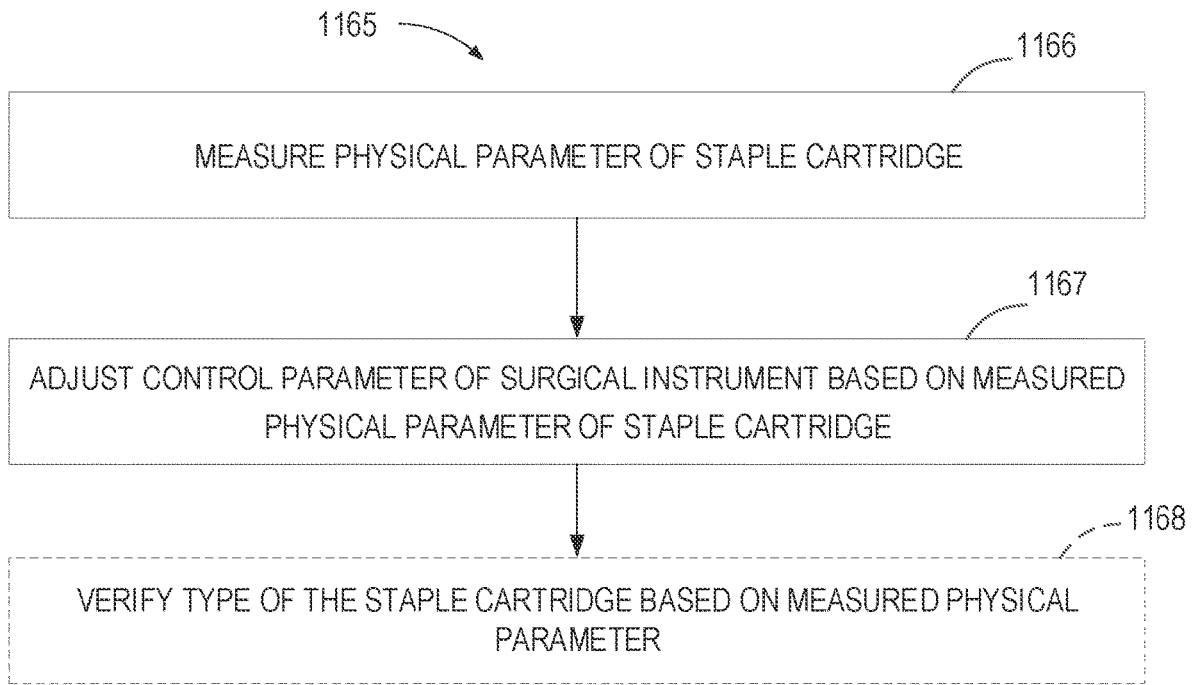 1165
1166
MEASURE PHYSICAL PARAMETER OF STAPLE CARTRIDGE
1167
ADJUST CONTROL PARAMETER OF SURGICAL INSTRUMENT BASED ON MEASURED
PHYSICAL PARAMETER OF STAPLE CARTRIDGE
1168
VERIFY TYPE OF THE STAPLE CARTRIDGE BASED ON MEASURED PHYSICAL
PARAMETER